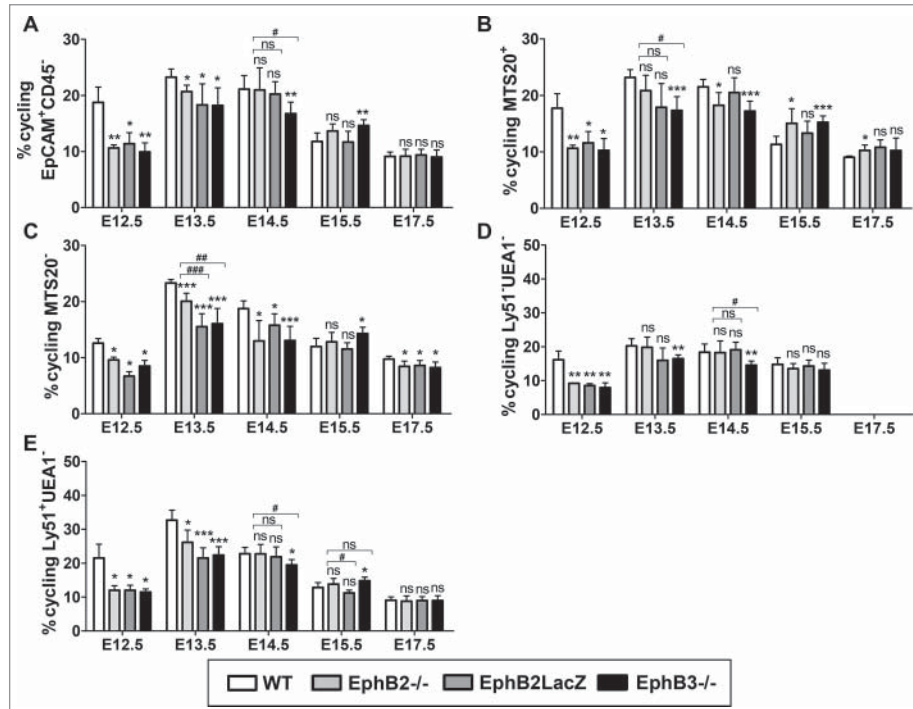 A
% cycling
EpCAM⁺CD45⁻
30
20
10
0
** * **
* * *
ns ns **
ns
#
ns ns **
ns ns ns
E12.5 E13.5 E14.5 E15.5 E17.5
B
% cycling MTS20⁺
30
20
10
0
** * *
ns ns ***
ns
#
* ns ***
* ns ***
* ns ns
E12.5 E13.5 E14.5 E15.5 E17.5
C
% cycling MTS20⁻
30
20
10
0
* * *
*** *** ***
###
##
* * ***
ns ns *
* * *
E12.5 E13.5 E14.5 E15.5 E17.5
D
% cycling Ly51⁻UEA1⁻
50
40
30
20
10
0
** ** **
ns ns **
ns ns **
ns
#
ns ns ns
E12.5 E13.5 E14.5 E15.5 E17.5
E
% cycling Ly51⁺UEA1⁻
50
40
30
20
10
0
* * *
* *** ***
ns ns *
ns
#
ns ns *
#
ns
ns ns ns
E12.5 E13.5 E14.5 E15.5 E17.5
WT EphB2-/- EphB2LacZ EphB3-/-